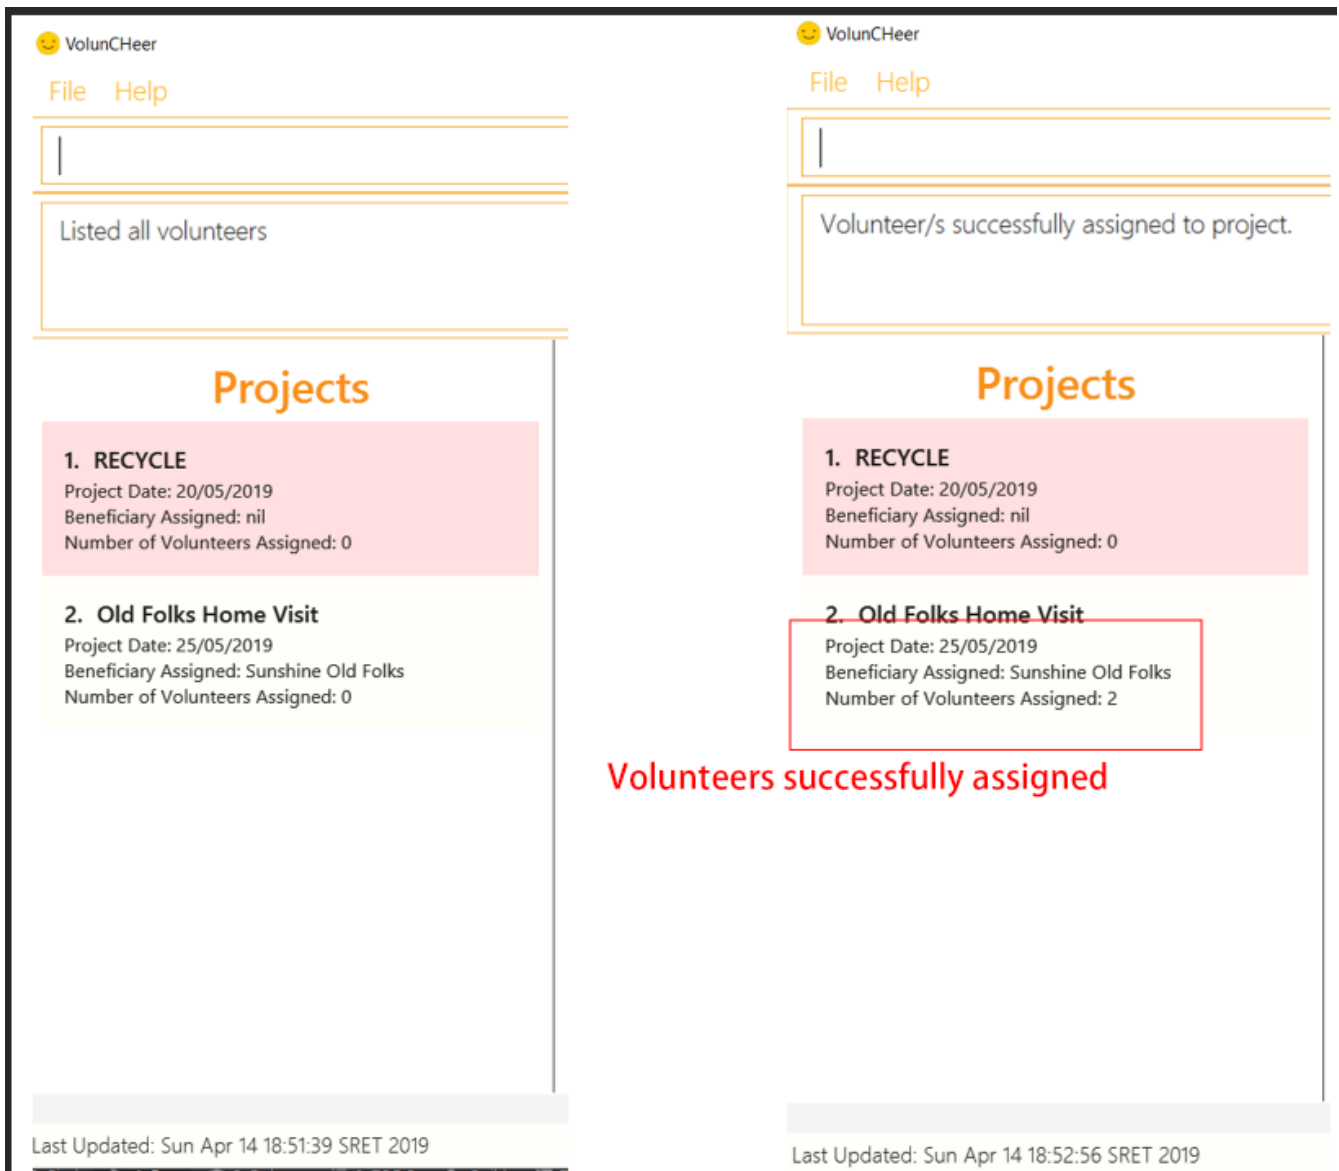 VolunCHeer
File Help
Listed all volunteers
Projects
1. RECYCLE
Project Date: 20/05/2019
Beneficiary Assigned: nil
Number of Volunteers Assigned: 0
2. Old Folks Home Visit
Project Date: 25/05/2019
Beneficiary Assigned: Sunshine Old Folks
Number of Volunteers Assigned: 0
Last Updated: Sun Apr 14 18:51:39 SRET 2019
VolunCHeer
File Help
Volunteer/s successfully assigned to project.
Projects
1. RECYCLE
Project Date: 20/05/2019
Beneficiary Assigned: nil
Number of Volunteers Assigned: 0
2. Old Folks Home Visit
Project Date: 25/05/2019
Beneficiary Assigned: Sunshine Old Folks
Number of Volunteers Assigned: 2
Volunteers successfully assigned
Last Updated: Sun Apr 14 18:52:56 SRET 2019